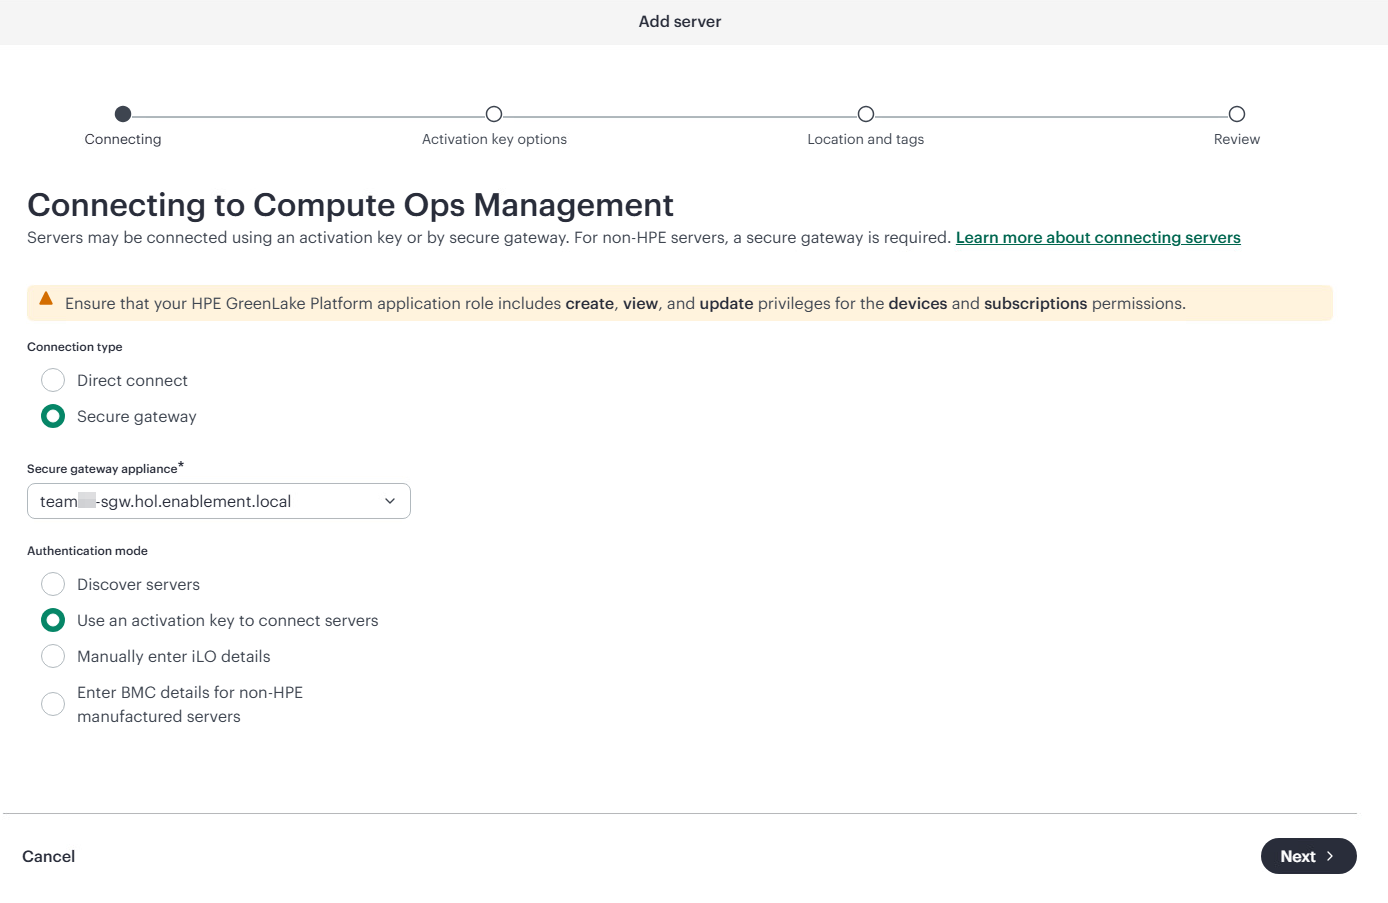 Add server
Connecting
Activation key options
Location and tags
Review
Connecting to Compute Ops Management
Servers may be connected using an activation key or by secure gateway. For non-HPE servers, a secure gateway is required. Learn more about connecting servers
Ensure that your HPE GreenLake Platform application role includes create, view, and update privileges for the devices and subscriptions permissions.
Connection type
Direct connect
Secure gateway
Secure gateway appliance*
team -sgw.hol.enablement.local
Authentication mode
Discover servers
Use an activation key to connect servers
Manually enter iLO details
Enter BMC details for non-HPE
manufactured servers
Cancel
Next